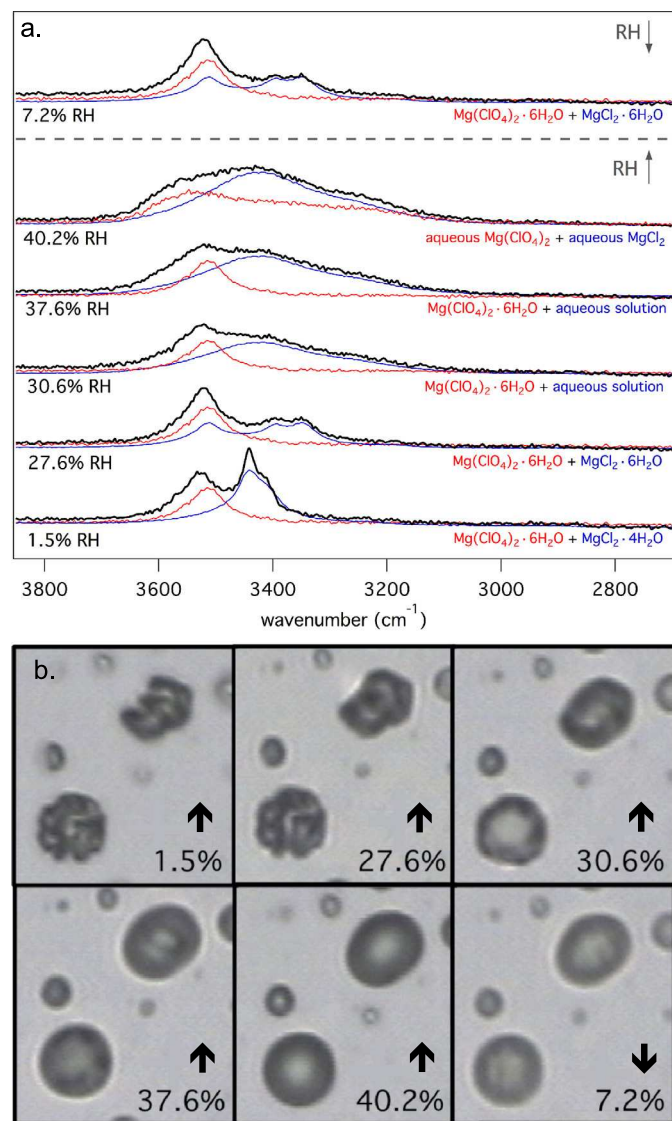 a.
RH ↓
7.2% RH
Mg(ClO₄)₂ · 6H₂O + MgCl₂ · 6H₂O
RH ↑
40.2% RH
aqueous Mg(ClO₄)₂ + aqueous MgCl₂
37.6% RH
Mg(ClO₄)₂ · 6H₂O + aqueous solution
30.6% RH
Mg(ClO₄)₂ · 6H₂O + aqueous solution
27.6% RH
Mg(ClO₄)₂ · 6H₂O + MgCl₂ · 6H₂O
1.5% RH
Mg(ClO₄)₂ · 6H₂O + MgCl₂ · 4H₂O
3800 3600 3400 3200 3000 2800
wavenumber (cm⁻¹)
b.
1.5%
27.6%
30.6%
37.6%
40.2%
7.2%